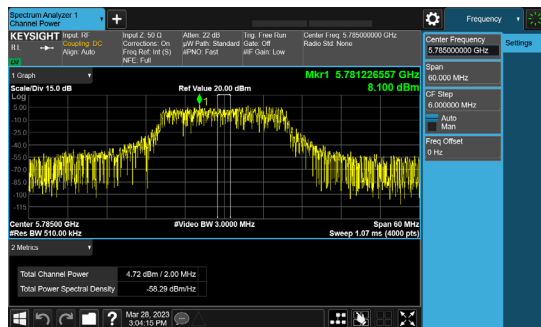 Spectrum Analyzer 1
Channel Power
Frequency
KEYSIGHT
RL
Input: RF
Coupling: DC
Align: Auto
Input Z: 50 Ω
Corrections: On
Freq Ref: Int (S)
NFE: Full
Atten: 22 dB
µW Path: Standard
#PNO: Fast
Trig: Free Run
Gate: Off
#IF Gain: Low
Center Freq: 5.785000000 GHz
Radio Std: None
LM
1 Graph
Scale/Div 15.0 dB
Ref Value 20.00 dBm
Mkr1 5.781226557 GHz
8.100 dBm
Log
5.00
-10.0
-25.0
-40.0
-55.0
-70.0
-85.0
-100
-115
1
Center 5.78500 GHz
#Res BW 510.00 kHz
#Video BW 3.0000 MHz
Span 60 MHz
Sweep 1.07 ms (4000 pts)
2 Metrics
Total Channel Power 4.72 dBm / 2.00 MHz
Total Power Spectral Density -58.29 dBm/Hz
Mar 28, 2023
3:04:15 PM
Center Frequency
5.785000000 GHz
Span
60.000 MHz
CF Step
6.000000 MHz
Auto
Man
Freq Offset
0 Hz
Settings